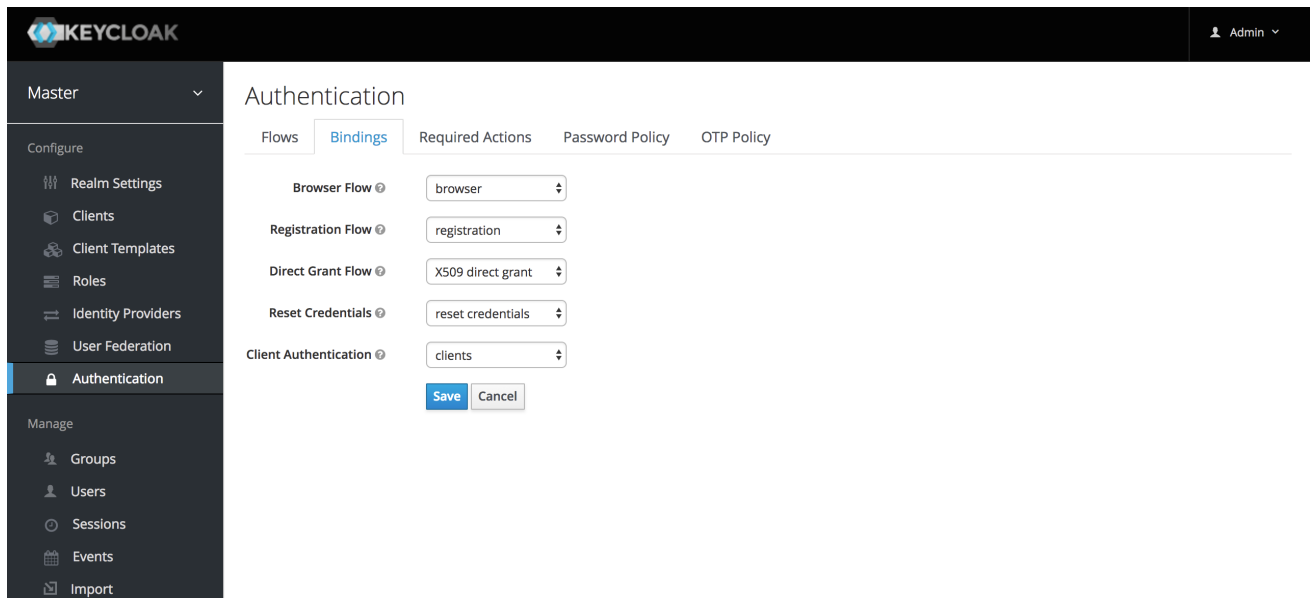 KEYCLOAK
Admin
Master
Configure
Realm Settings
Clients
Client Templates
Roles
Identity Providers
User Federation
Authentication
Manage
Groups
Users
Sessions
Events
Import
Authentication
Flows Bindings Required Actions Password Policy OTP Policy
Browser Flow browser
Registration Flow registration
Direct Grant Flow X509 direct grant
Reset Credentials reset credentials
Client Authentication clients
Save Cancel